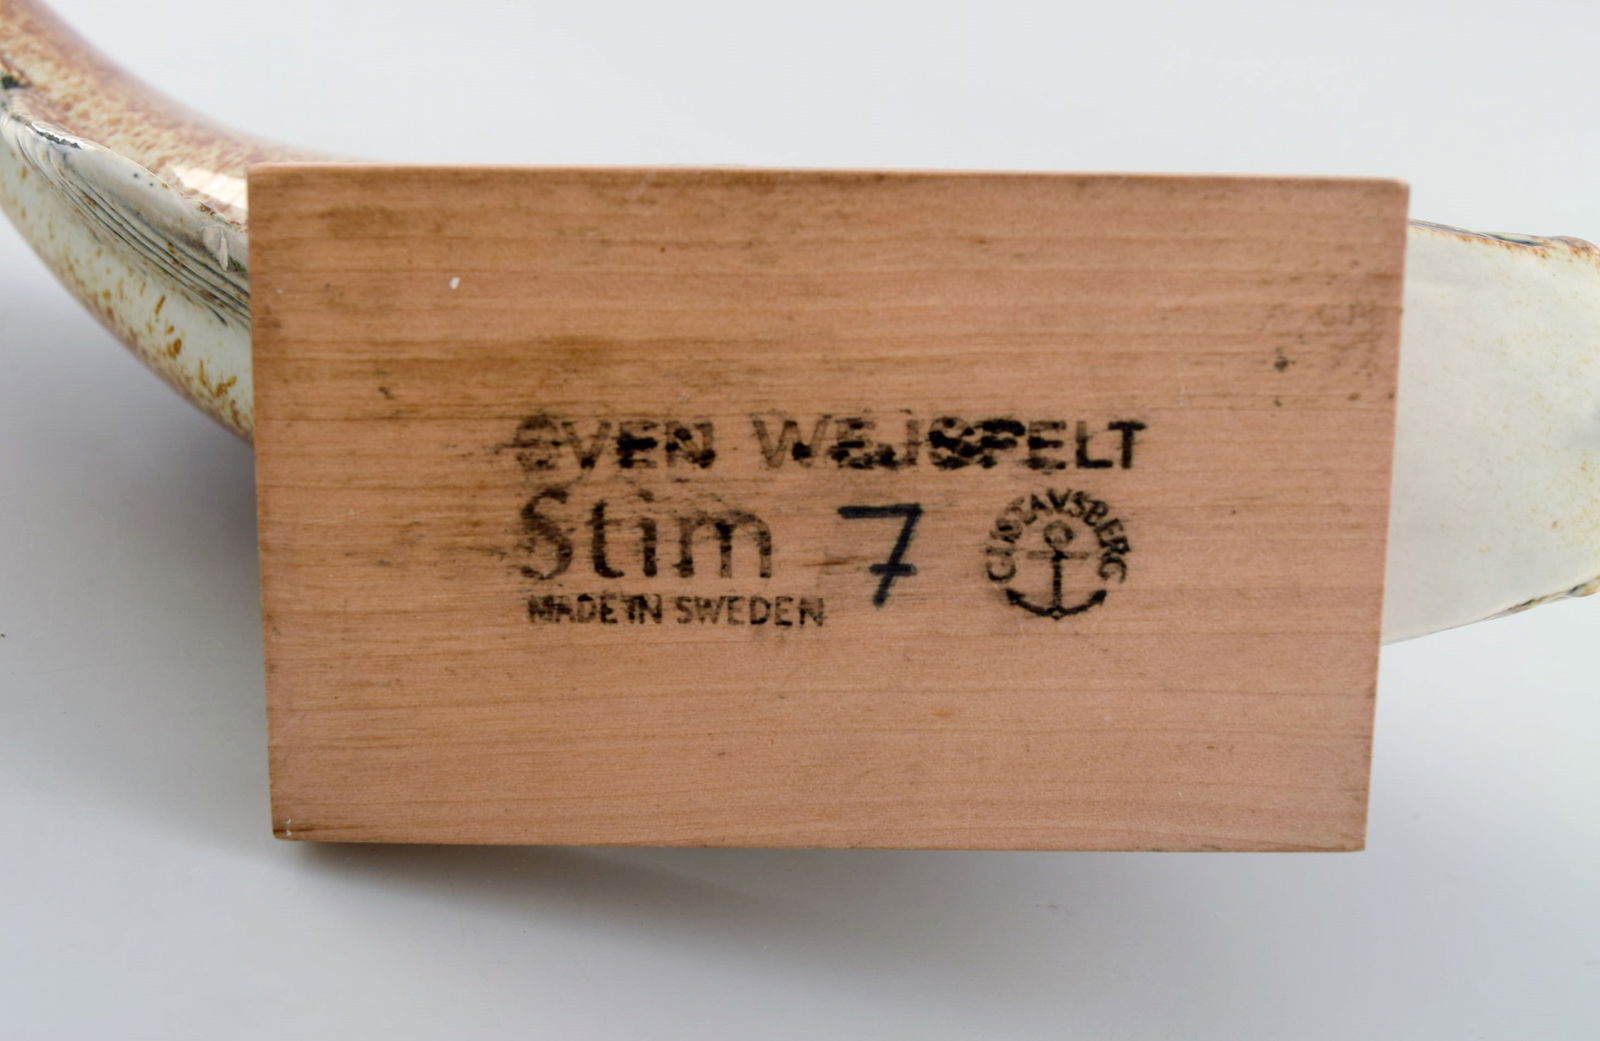 SVEN WEJSFELT
Stim 7
GUSTAVSBERG
MADE IN SWEDEN